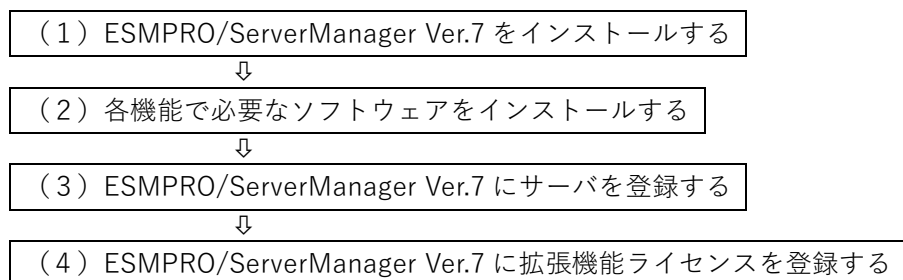 （１）ESMPRO/ServerManager Ver.7 をインストールする
⇩
（２）各機能で必要なソフトウェアをインストールする
⇩
（３）ESMPRO/ServerManager Ver.7 にサーバを登録する
⇩
（４）ESMPRO/ServerManager Ver.7 に拡張機能ライセンスを登録する